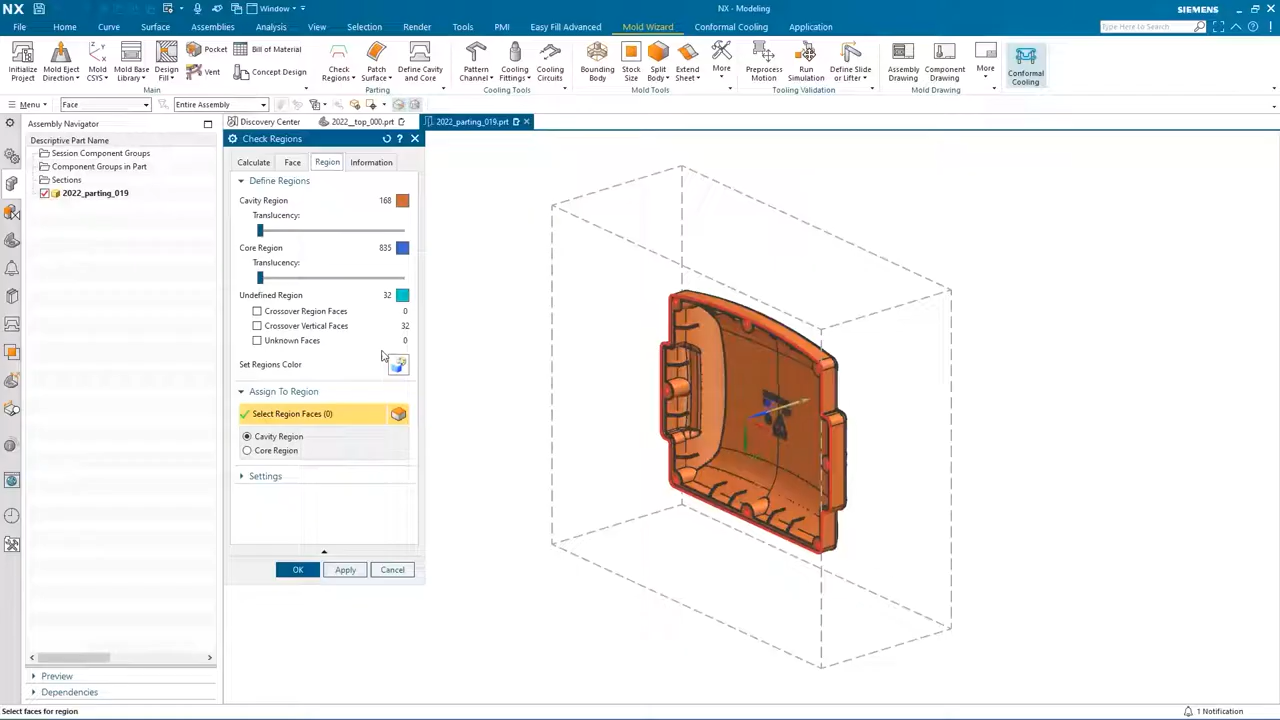 NX
Window
NX - Modeling
SIEMENS
File Home Curve Surface Assemblies Analysis View Selection Render Tools PMI Easy Fill Advanced Mold Wizard Conformal Cooling Application
Type Here to Search
Initialize Project
Mold Eject Direction
Mold CSYS
Mold Base Library
Design Fill
Pocket
Vent
Bill of Material
Concept Design
Check Regions
Patch Surface
Define Cavity and Core
Pattern Channel
Cooling Fittings
Cooling Circuits
Bounding Body
Stock Size
Split Body
Extend Sheet
More
Process Motion
Run Simulation
Define Slide or Lifter
Assembly Drawing
Component Drawing
More
Conformal Cooling
Main
Parting
Cooling Tools
Mold Tools
Tooling Validation
Mold Drawing
Menu
Face
Entire Assembly
Assembly Navigator
Discovery Center
2022__top_000.prt
2022_parting_019.prt
Descriptive Part Name
Session Component Groups
Component Groups in Part
Sections
2022_parting_019
Check Regions
Calculate Face Region Information
Define Regions
Cavity Region 168
Translucency:
Core Region 835
Translucency:
Undefined Region 32
Crossover Region Faces 0
Crossover Vertical Faces 32
Unknown Faces 0
Set Regions Color
Assign To Region
Select Region Faces (0)
Cavity Region
Core Region
Settings
OK Apply Cancel
Preview
Dependencies
Select faces for region
1 Notification